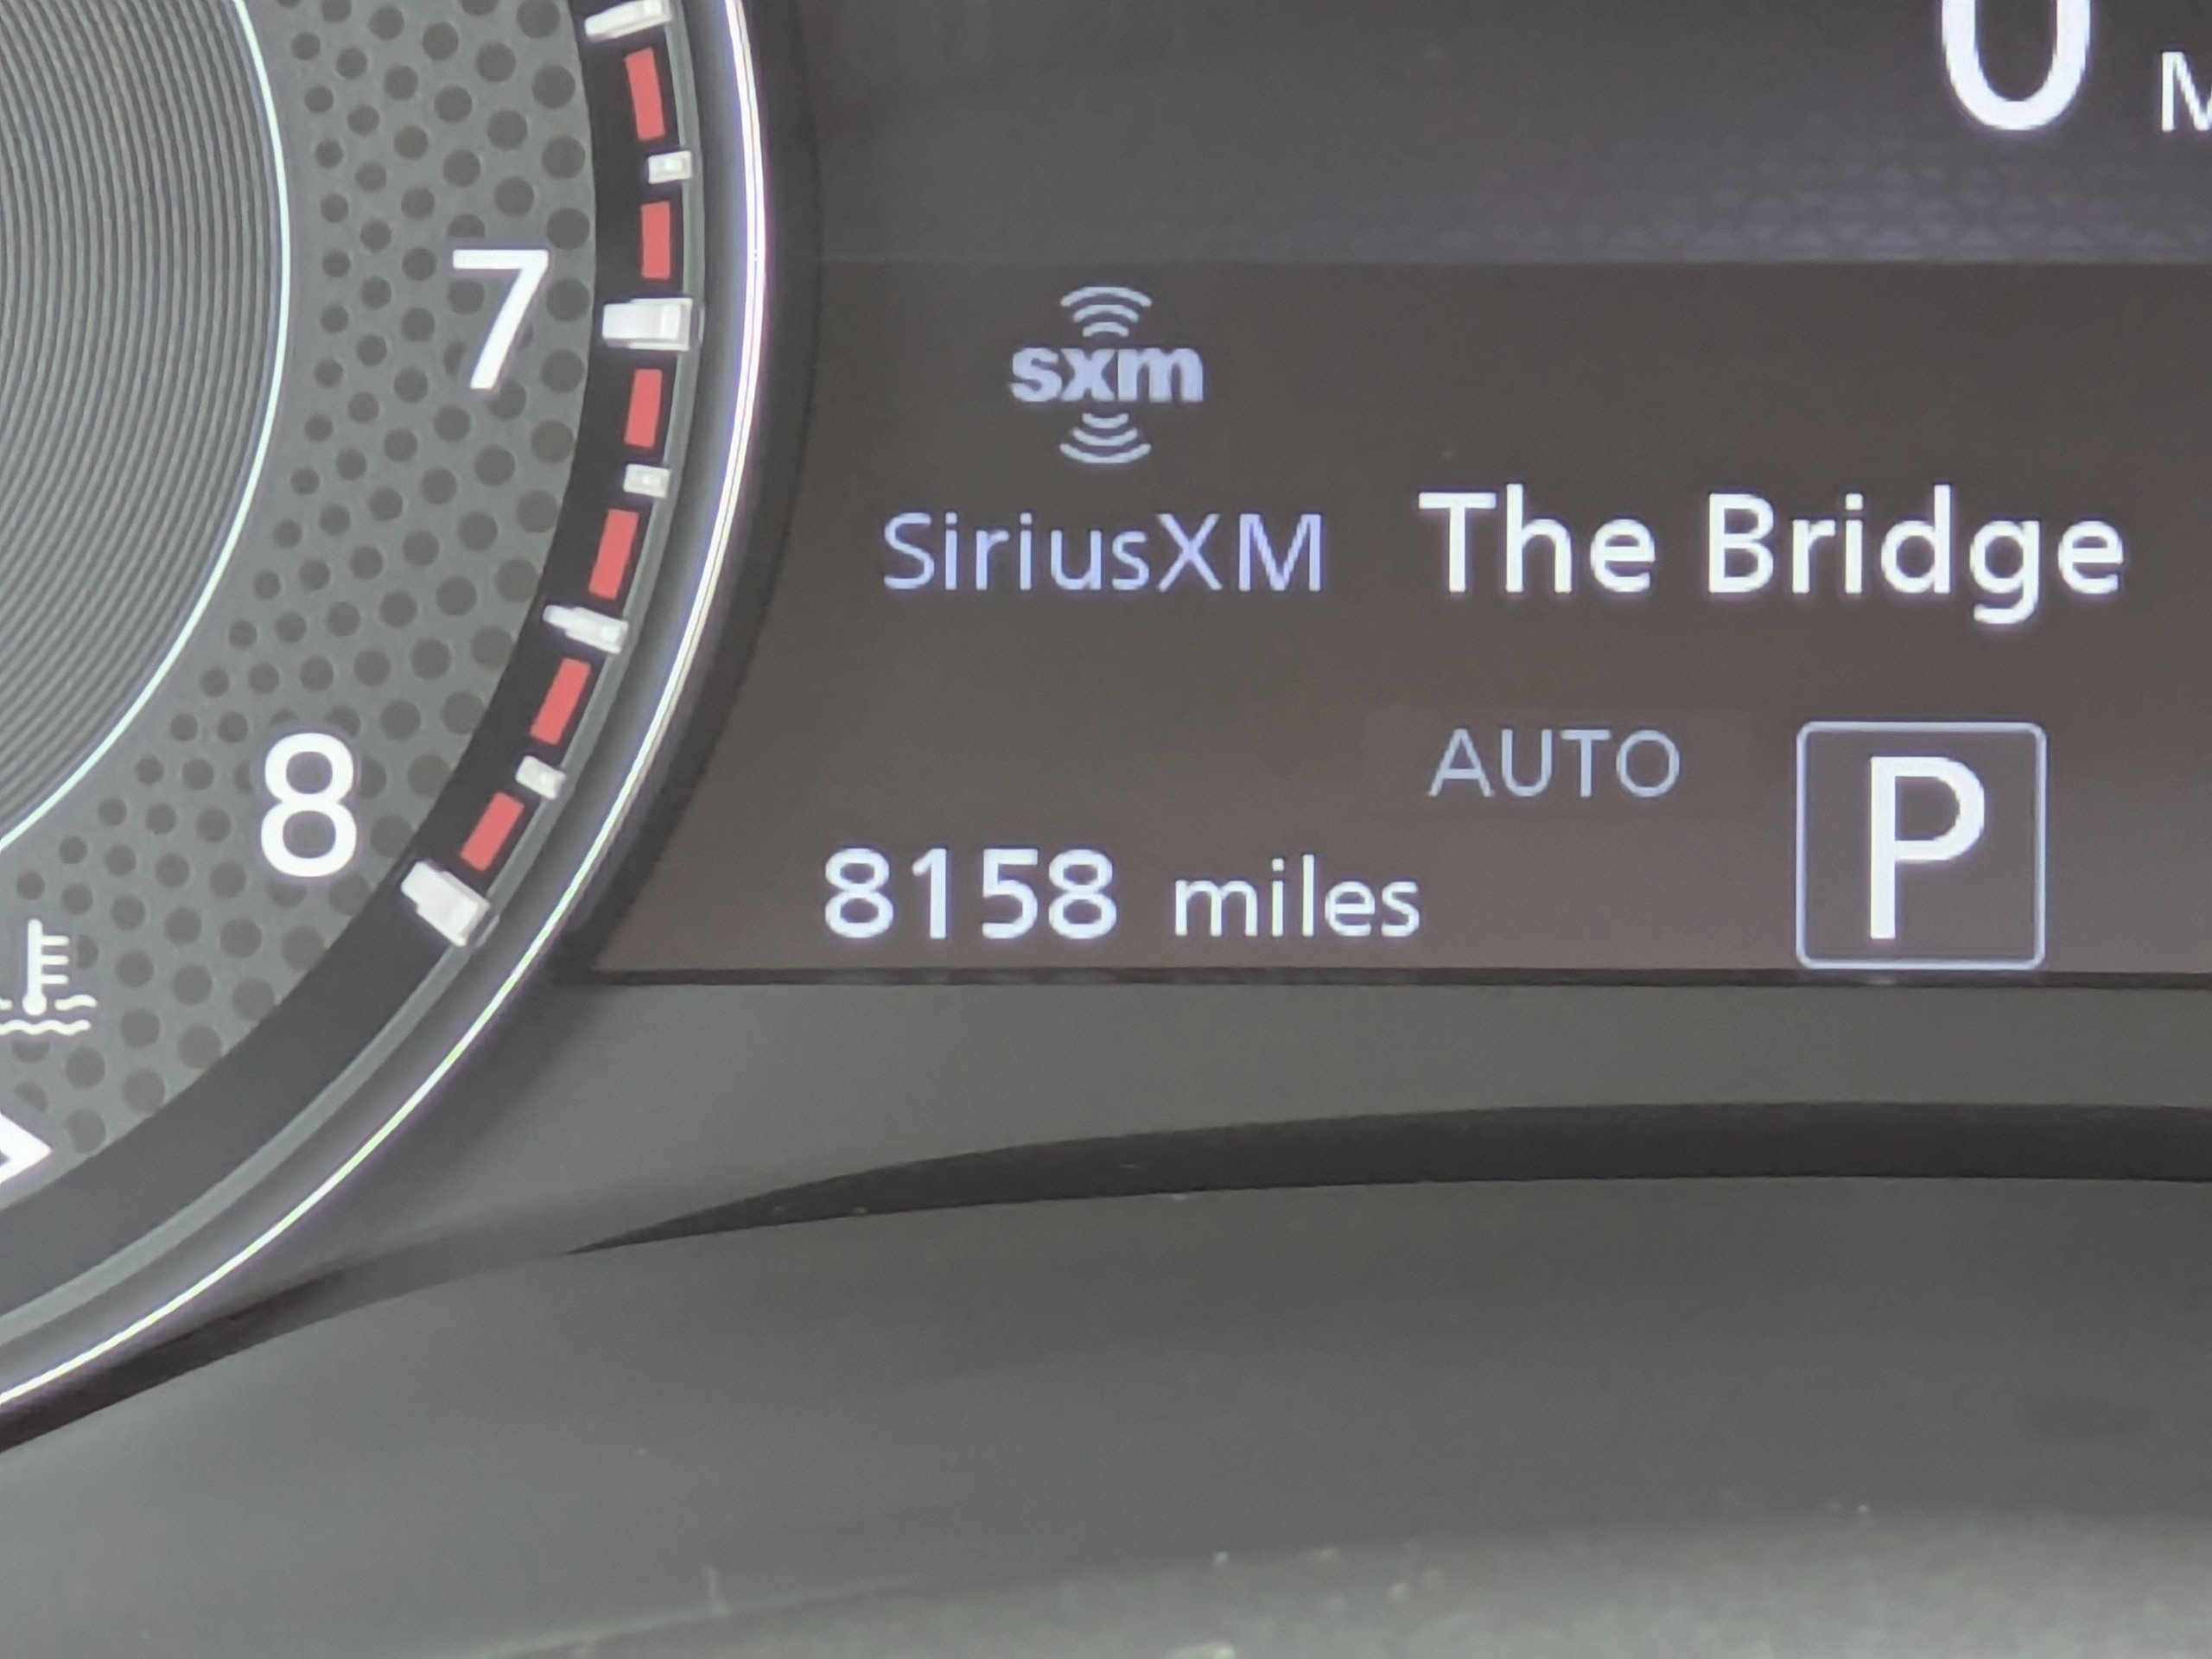 0 M
7
sxm
SiriusXM The Bridge
AUTO P
8
8158 miles